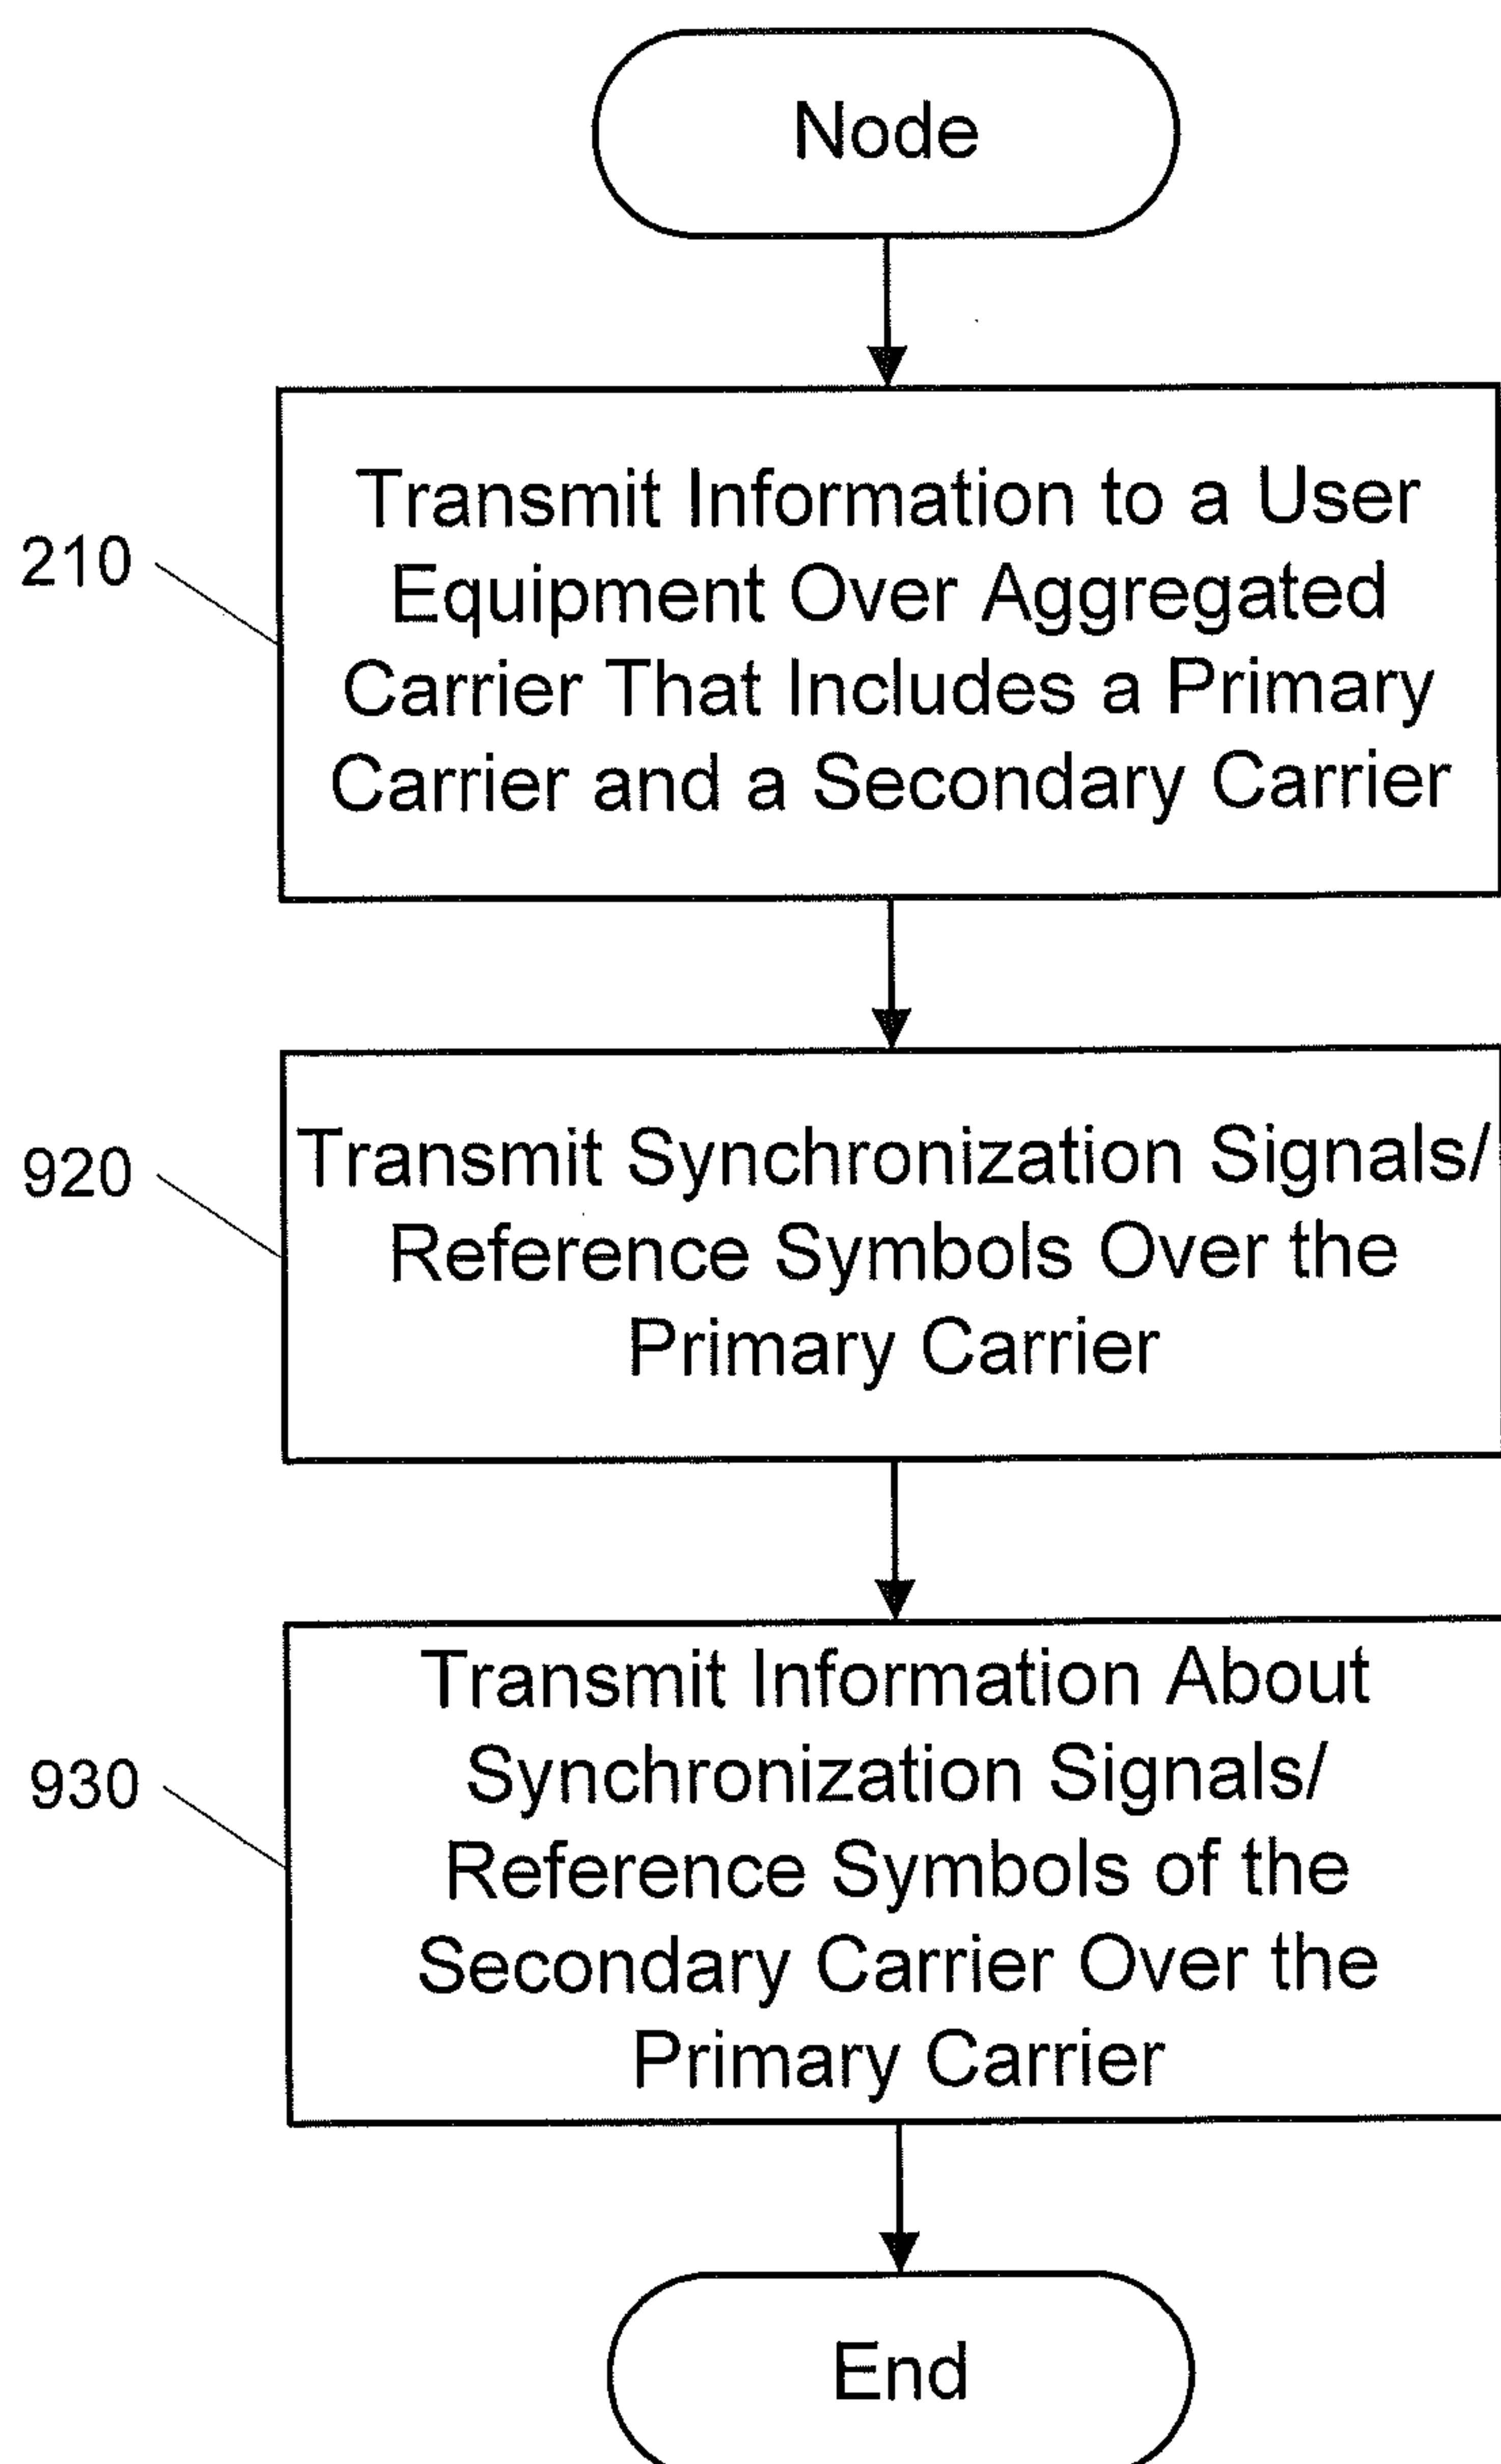 Node
210
Transmit Information to a User
Equipment Over Aggregated
Carrier That Includes a Primary
Carrier and a Secondary Carrier
920
Transmit Synchronization Signals/
Reference Symbols Over the
Primary Carrier
930
Transmit Information About
Synchronization Signals/
Reference Symbols of the
Secondary Carrier Over the
Primary Carrier
End